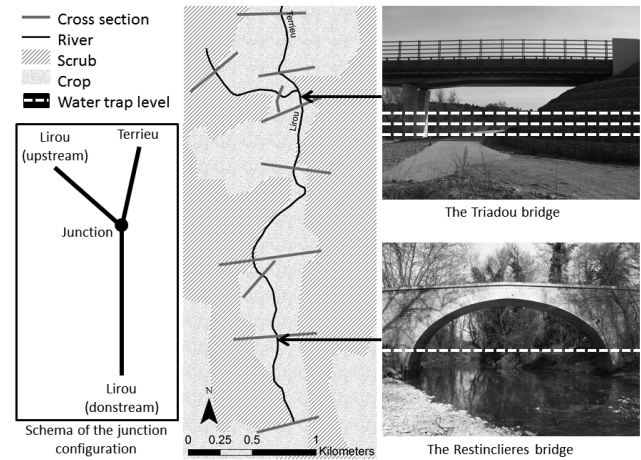 Cross section
River
Scrub
Crop
Water trap level
Lirou
(upstream)
Terrieu
Junction
Lirou
(donstream)
Schema of the junction
configuration
Terrieu
Lirou
N
0 0.25 0.5 1
Kilometers
The Triadou bridge
The Restinclieres bridge